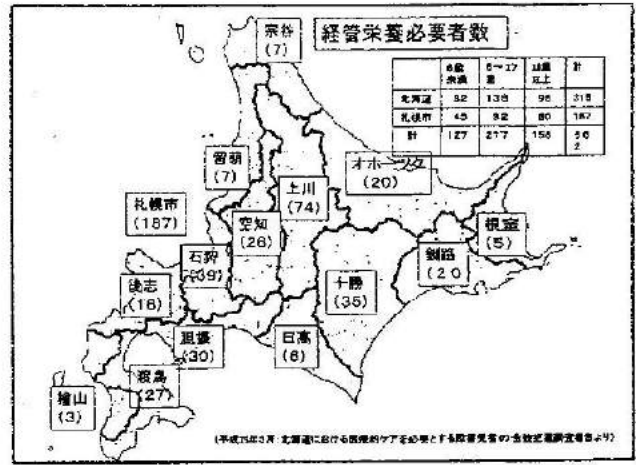 経管栄養必要者数
宗谷
(7)
6歳未満 6〜17歳 18歳以上 計
北海道 82 138 98 318
札幌市 45 82 60 187
計 127 217 158 502
留萌
(7)
オホーツク
(20)
上川
(74)
札幌市
(187)
空知
(26)
根室
(5)
石狩
(39)
釧路
(20)
後志
(18)
十勝
(35)
胆振
(30)
日高
(6)
渡島
(27)
檜山
(3)